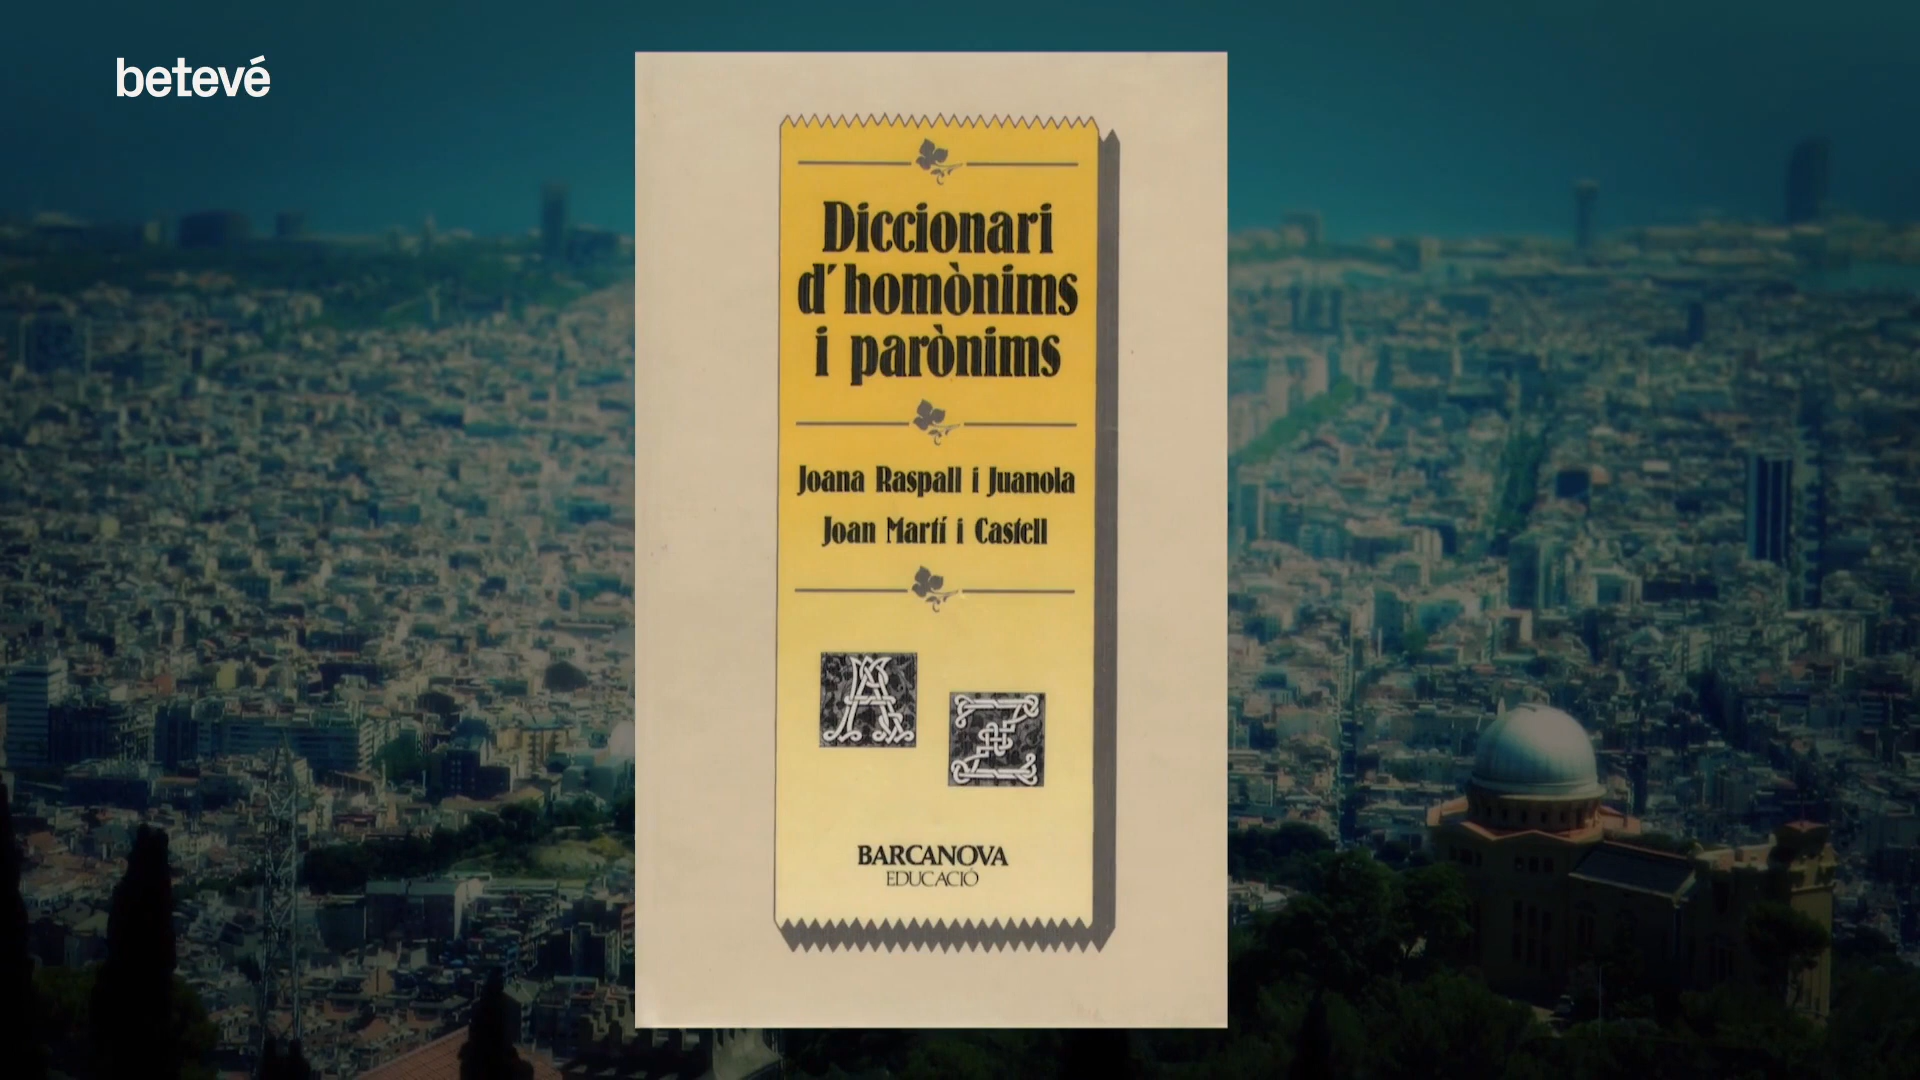 betevé
Diccionari
d'homònims
i parònims
Joana Raspall i Juanola
Joan Martí i Castell
A
Z
BARCANOVA
EDUCACIÓ